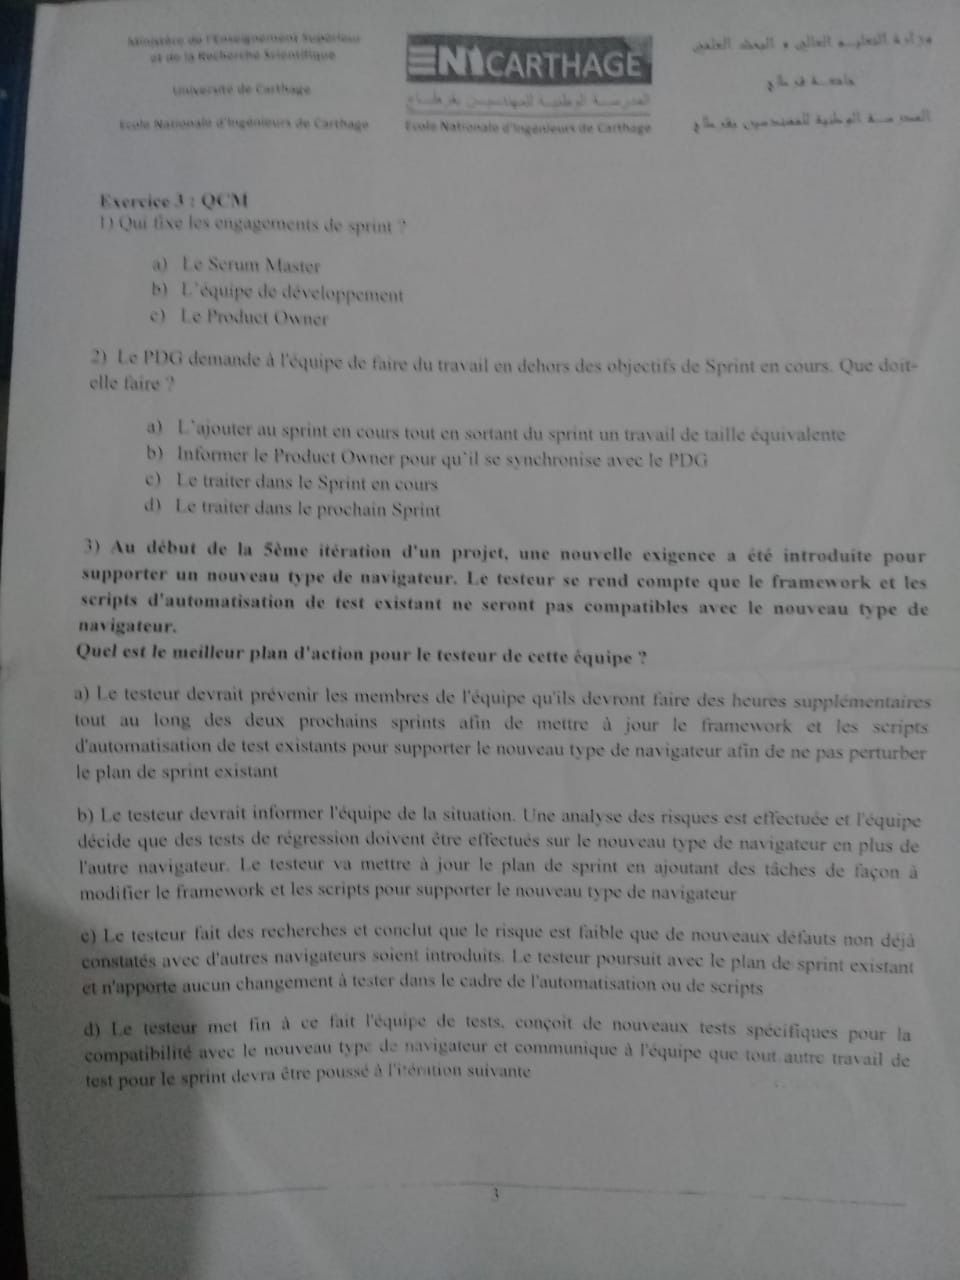 Ministère de l'Enseignement Supérieur
et de la Recherche Scientifique
Université de Carthage
Ecole Nationale d'Ingénieurs de Carthage
ENICARTHAGE
المدرسة الوطنية للمهندسين بقرطاج
Ecole Nationale d'Ingénieurs de Carthage
وزارة التعليم العالي و البحث العلمي
جامعة قرطاج
المدرسة الوطنية للمهندسين بقرطاج
Exercice 3 : QCM
1) Qui fixe les engagements de sprint ?
a) Le Scrum Master
b) L'équipe de développement
c) Le Product Owner
2) Le PDG demande à l'équipe de faire du travail en dehors des objectifs de Sprint en cours. Que doit-
elle faire ?
a) L'ajouter au sprint en cours tout en sortant du sprint un travail de taille équivalente
b) Informer le Product Owner pour qu'il se synchronise avec le PDG
c) Le traiter dans le Sprint en cours
d) Le traiter dans le prochain Sprint
3) Au début de la 5ème itération d'un projet, une nouvelle exigence a été introduite pour
supporter un nouveau type de navigateur. Le testeur se rend compte que le framework et les
scripts d'automatisation de test existant ne seront pas compatibles avec le nouveau type de
navigateur.
Quel est le meilleur plan d'action pour le testeur de cette équipe ?
a) Le testeur devrait prévenir les membres de l'équipe qu'ils devront faire des heures supplémentaires
tout au long des deux prochains sprints afin de mettre à jour le framework et les scripts
d'automatisation de test existants pour supporter le nouveau type de navigateur afin de ne pas perturber
le plan de sprint existant
b) Le testeur devrait informer l'équipe de la situation. Une analyse des risques est effectuée et l'équipe
décide que des tests de régression doivent être effectués sur le nouveau type de navigateur en plus de
l'autre navigateur. Le testeur va mettre à jour le plan de sprint en ajoutant des tâches de façon à
modifier le framework et les scripts pour supporter le nouveau type de navigateur
c) Le testeur fait des recherches et conclut que le risque est faible que de nouveaux défauts non déjà
constatés avec d'autres navigateurs soient introduits. Le testeur poursuit avec le plan de sprint existant
et n'apporte aucun changement à tester dans le cadre de l'automatisation ou de scripts
d) Le testeur met fin à ce fait l'équipe de tests, conçoit de nouveaux tests spécifiques pour la
compatibilité avec le nouveau type de navigateur et communique à l'équipe que tout autre travail de
test pour le sprint devra être poussé à l'itération suivante
3